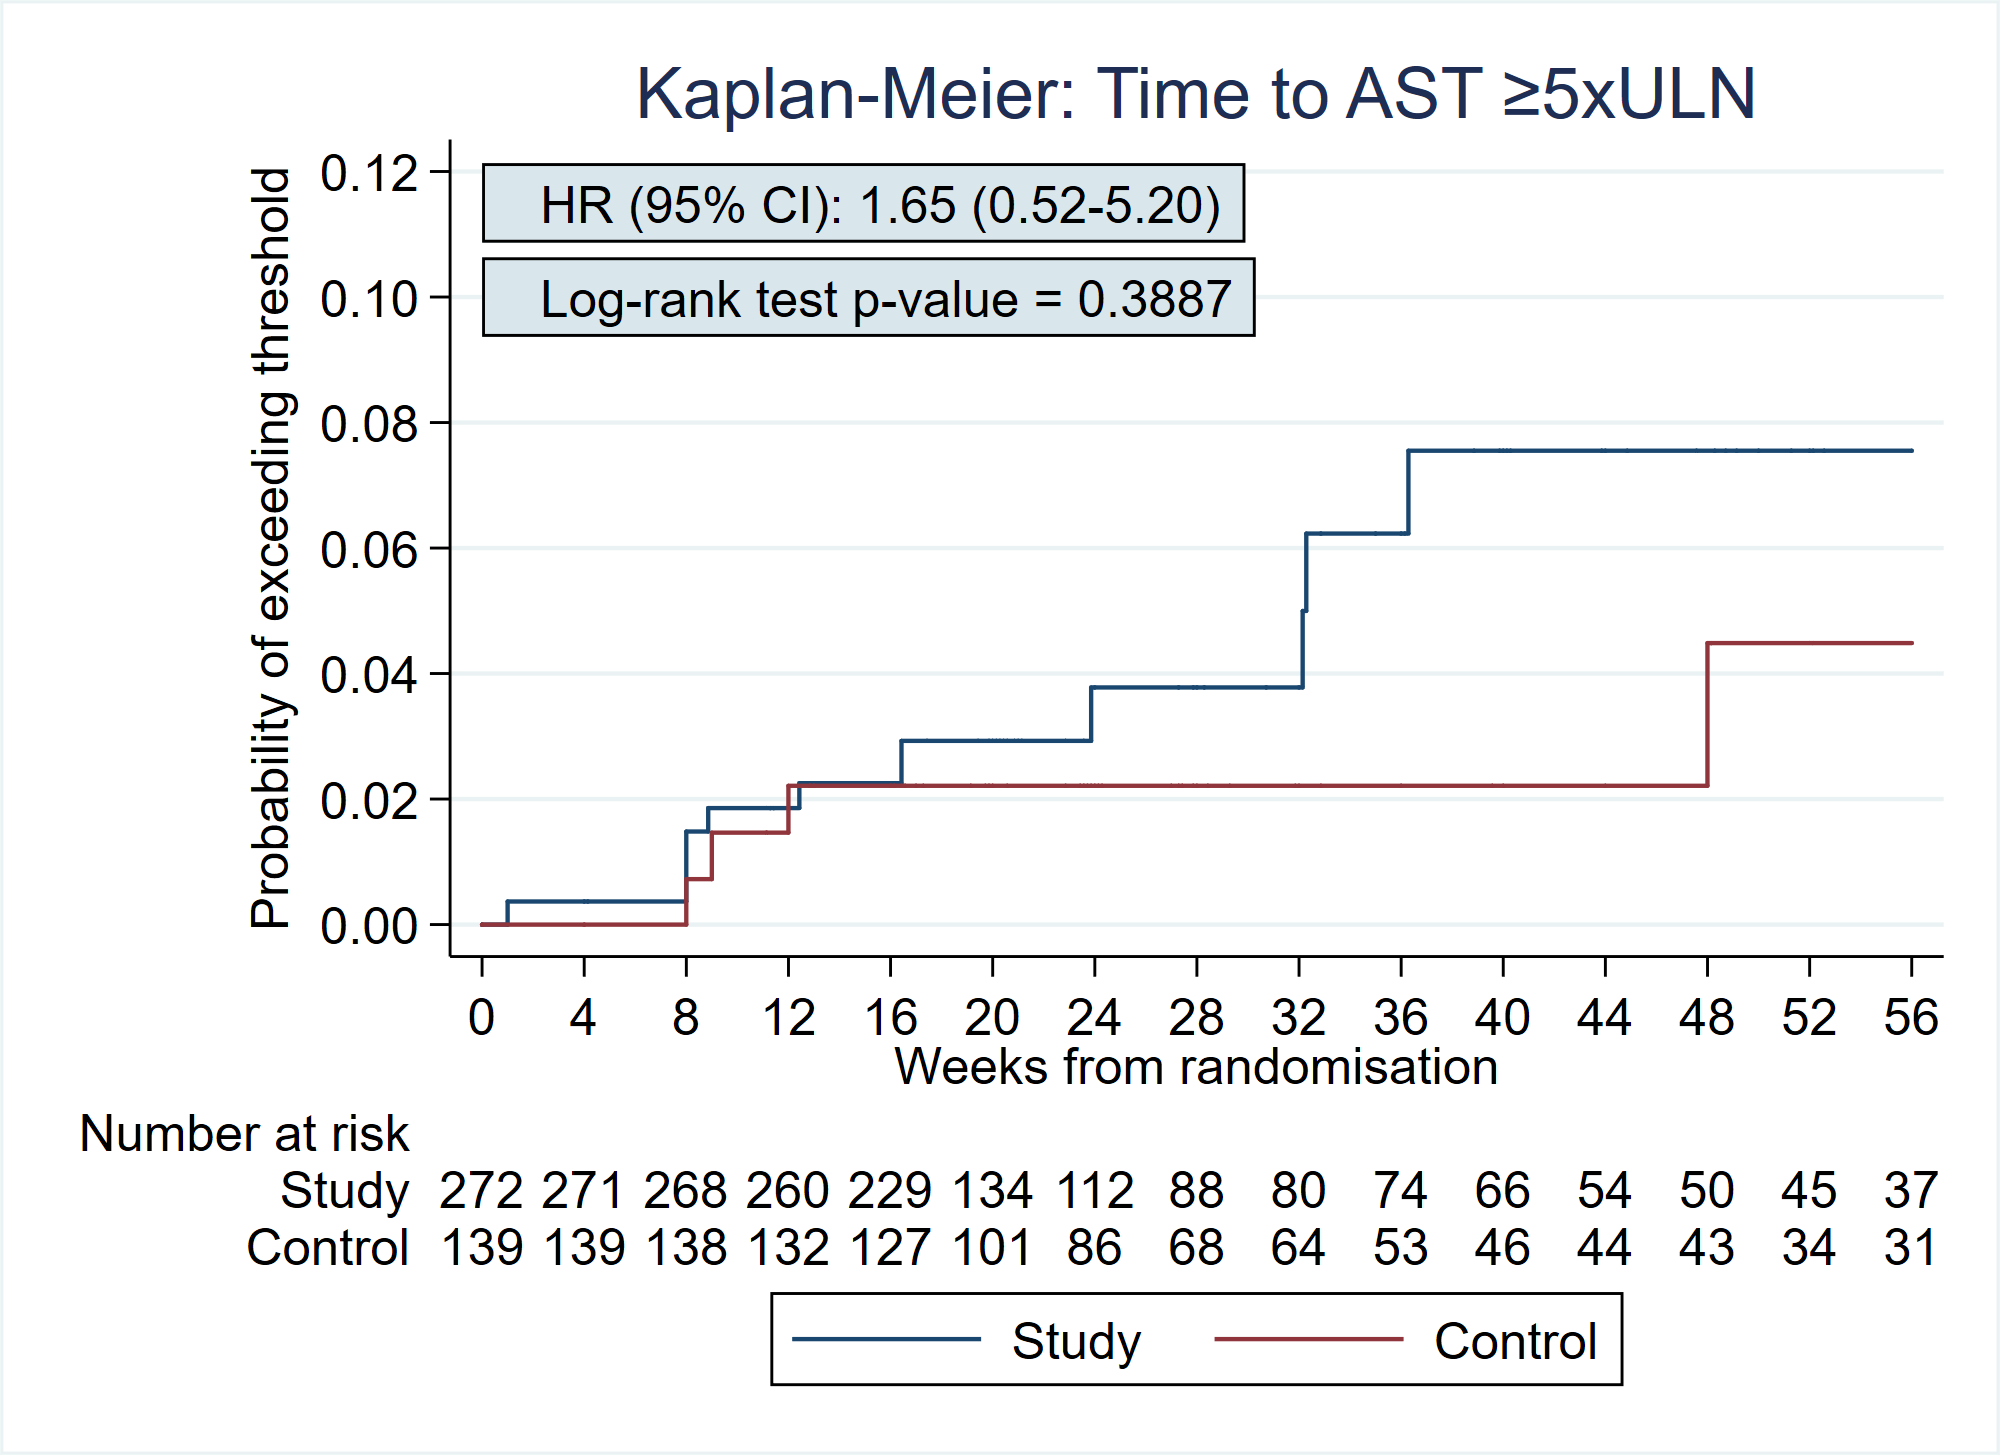 Kaplan-Meier: Time to AST ≥5xULN
HR (95% CI): 1.65 (0.52-5.20)
Log-rank test p-value = 0.3887
Probability of exceeding threshold
0.12
0.10
0.08
0.06
0.04
0.02
0.00
0 4 8 12 16 20 24 28 32 36 40 44 48 52 56
Weeks from randomisation
Number at risk
Study 272 271 268 260 229 134 112 88 80 74 66 54 50 45 37
Control 139 139 138 132 127 101 86 68 64 53 46 44 43 34 31
Study Control